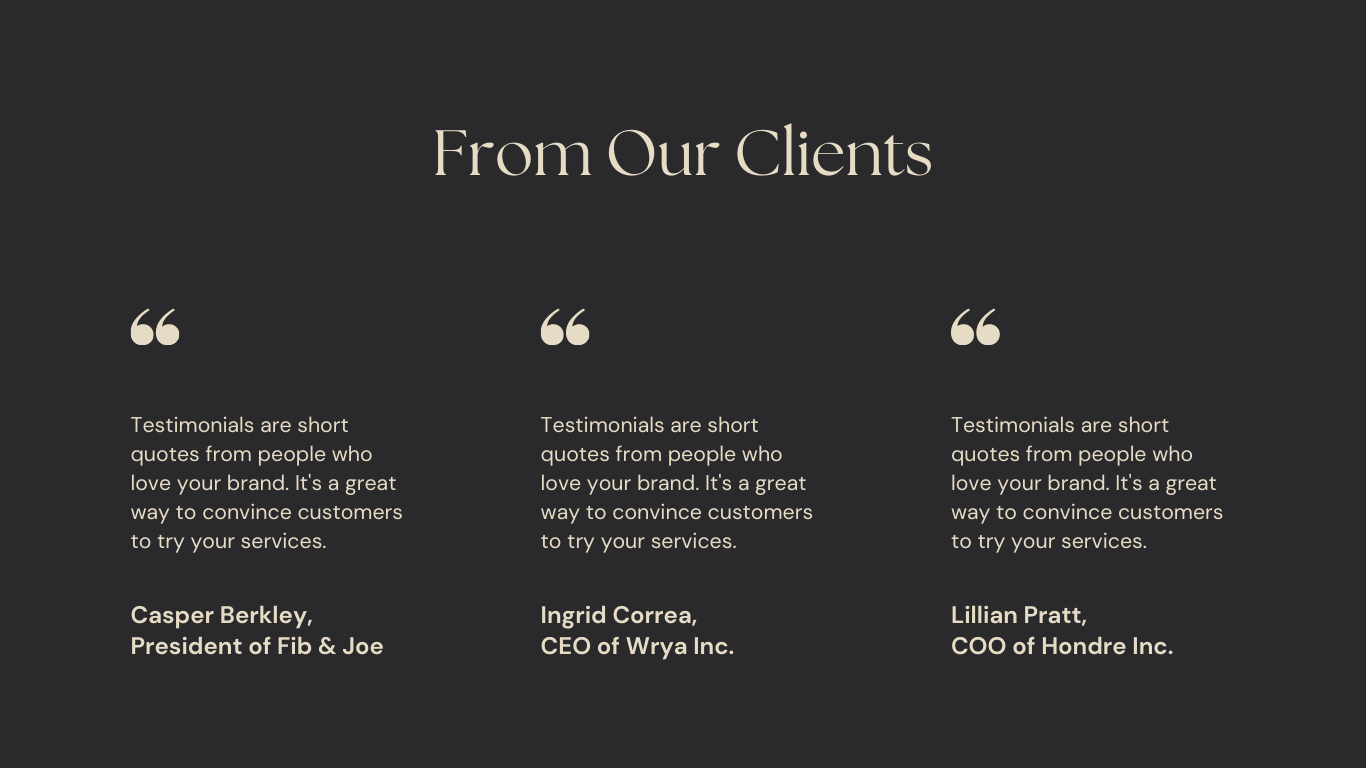 From Our Clients
“
Testimonials are short
quotes from people who
love your brand. It's a great
way to convince customers
to try your services.
Casper Berkley,
President of Fib & Joe
“
Testimonials are short
quotes from people who
love your brand. It's a great
way to convince customers
to try your services.
Ingrid Correa,
CEO of Wrya Inc.
“
Testimonials are short
quotes from people who
love your brand. It's a great
way to convince customers
to try your services.
Lillian Pratt,
COO of Hondre Inc.